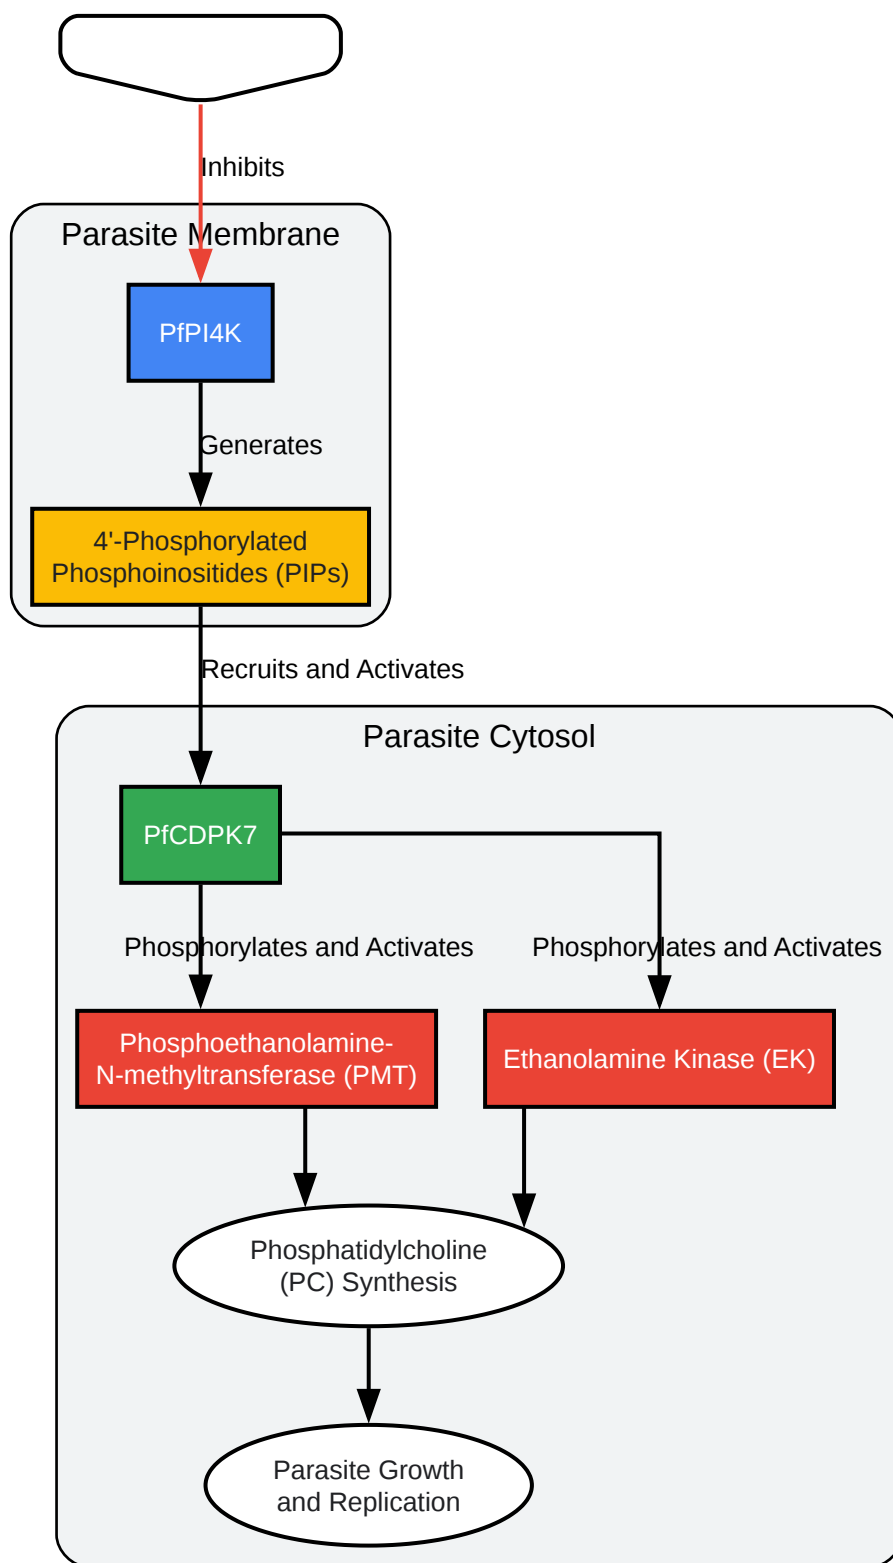 Inhibits
Parasite Membrane
PfPI4K
Generates
4'-Phosphorylated
Phosphoinositides (PIPs)
Recruits and Activates
Parasite Cytosol
PfCDPK7
Phosphorylates and Activates
Phosphorylates and Activates
Phosphoethanolamine-
N-methyltransferase (PMT)
Ethanolamine Kinase (EK)
Phosphatidylcholine
(PC) Synthesis
Parasite Growth
and Replication